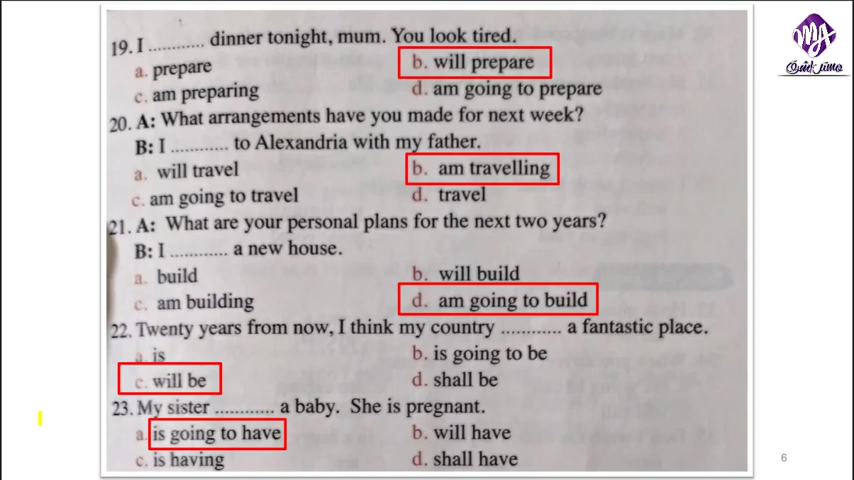 19. I ............ dinner tonight, mum. You look tired.
a. prepare b. will prepare
c. am preparing d. am going to prepare
20. A: What arrangements have you made for next week?
B: I ............ to Alexandria with my father.
a. will travel b. am travelling
c. am going to travel d. travel
21. A: What are your personal plans for the next two years?
B: I ............ a new house.
a. build b. will build
c. am building d. am going to build
22. Twenty years from now, I think my country ............ a fantastic place.
a. is b. is going to be
c. will be d. shall be
23. My sister ............ a baby. She is pregnant.
a. is going to have b. will have
c. is having d. shall have
6